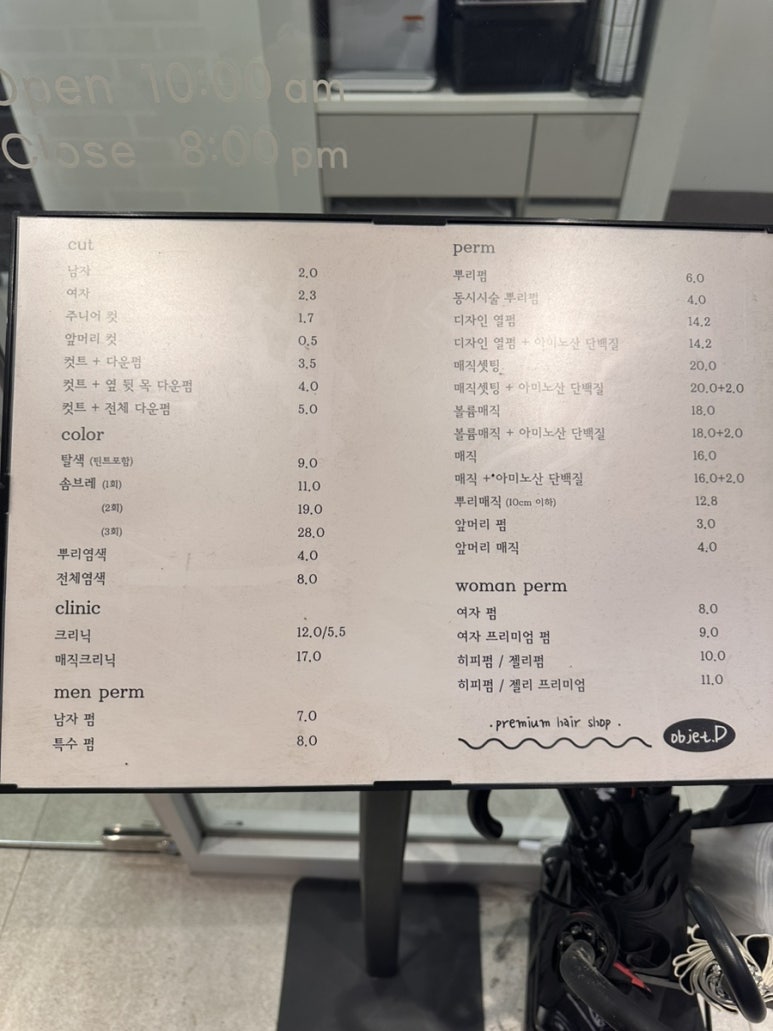 Open 10:00 am
Close 8:00 pm
cut
남자 2.0
여자 2.3
주니어 컷 1.7
앞머리 컷 0.5
컷트 + 다운펌 3.5
컷트 + 옆 뒷 목 다운펌 4.0
컷트 + 전체 다운펌 5.0
color
탈색 (틴트포함) 9.0
솜브레 (1회) 11.0
(2회) 19.0
(3회) 28.0
뿌리염색 4.0
전체염색 8.0
clinic
크리닉 12.0/5.5
매직크리닉 17.0
men perm
남자 펌 7.0
특수 펌 8.0
perm
뿌리펌 6.0
동시시술 뿌리펌 4.0
디자인 열펌 14.2
디자인 열펌 + 아미노산 단백질 14.2
매직셋팅 20.0
매직셋팅 + 아미노산 단백질 20.0+2.0
볼륨매직 18.0
볼륨매직 + 아미노산 단백질 18.0+2.0
매직 16.0
매직 + 아미노산 단백질 16.0+2.0
뿌리매직 (10cm 이하) 12.8
앞머리 펌 3.0
앞머리 매직 4.0
woman perm
여자 펌 8.0
여자 프리미엄 펌 9.0
히피펌 / 젤리펌 10.0
히피펌 / 젤리 프리미엄 11.0
· premium hair shop ·
objet.D